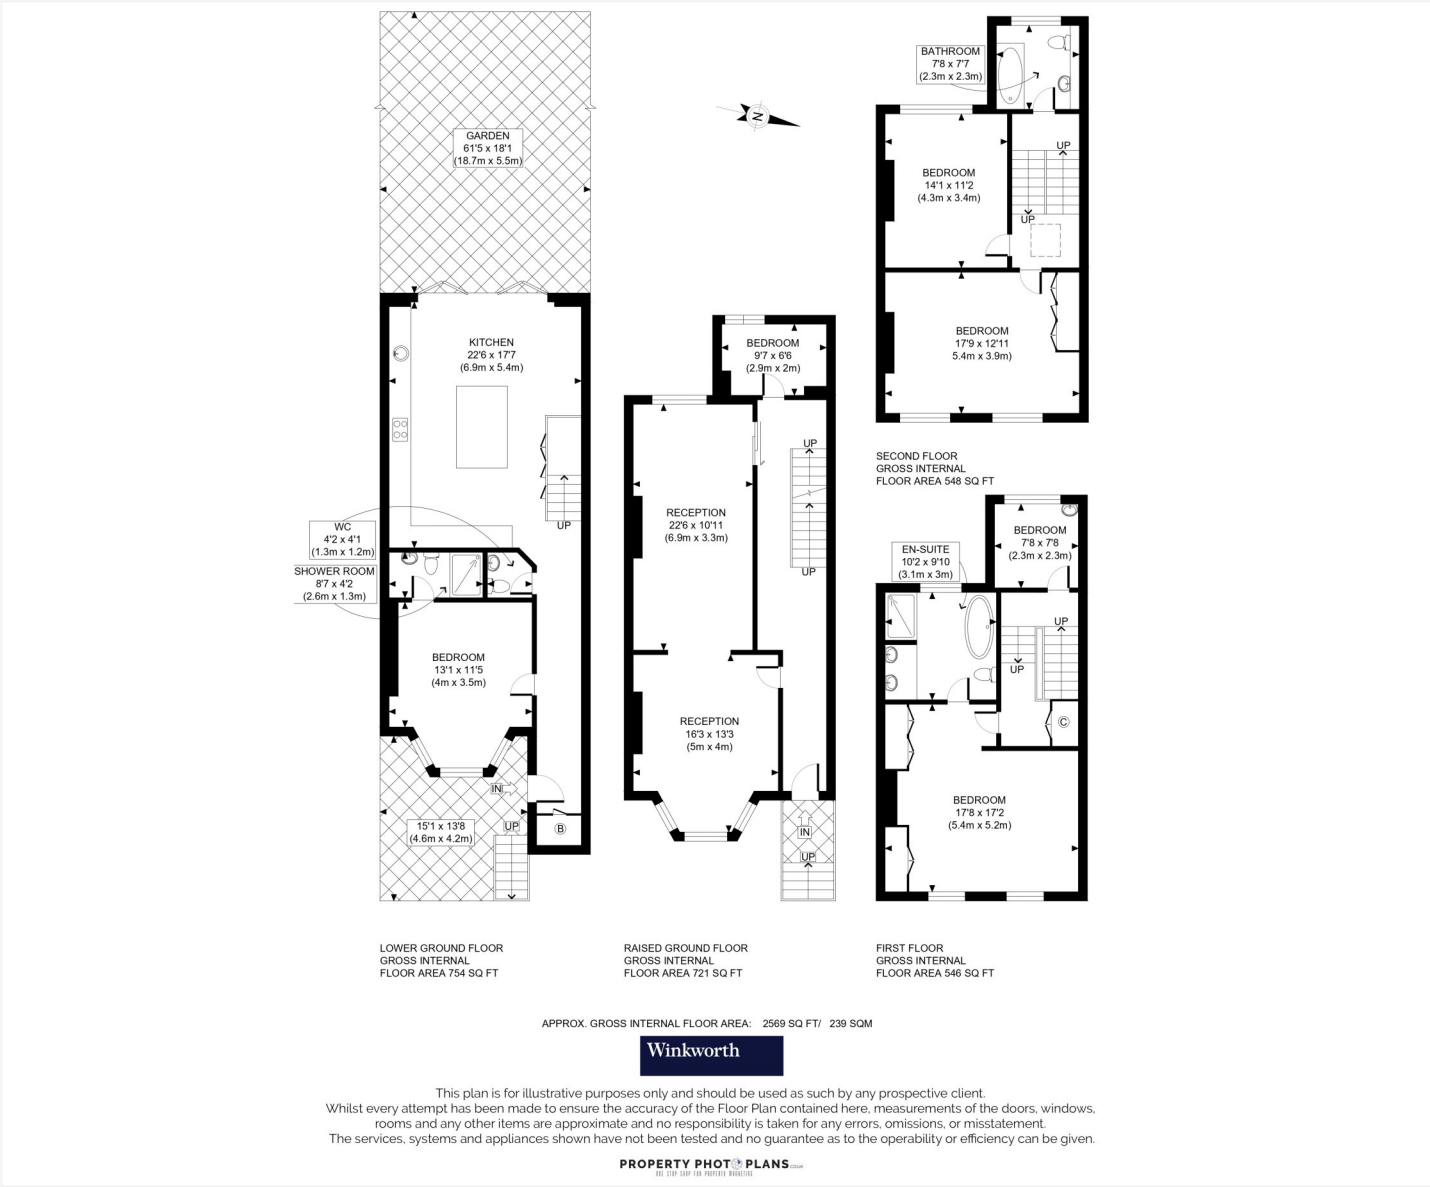 GARDEN
61'5 x 18'1
(18.7m x 5.5m)
KITCHEN
22'6 x 17'7
(6.9m x 5.4m)
UP
WC
4'2 x 4'1
(1.3m x 1.2m)
SHOWER ROOM
8'7 x 4'2
(2.6m x 1.3m)
BEDROOM
13'1 x 11'5
(4m x 3.5m)
IN
15'1 x 13'8
(4.6m x 4.2m)
UP
B
LOWER GROUND FLOOR
GROSS INTERNAL
FLOOR AREA 754 SQ FT
N
BEDROOM
9'7 x 6'6
(2.9m x 2m)
UP
RECEPTION
22'6 x 10'11
(6.9m x 3.3m)
UP
RECEPTION
16'3 x 13'3
(5m x 4m)
IN
UP
RAISED GROUND FLOOR
GROSS INTERNAL
FLOOR AREA 721 SQ FT
BATHROOM
7'8 x 7'7
(2.3m x 2.3m)
UP
BEDROOM
14'1 x 11'2
(4.3m x 3.4m)
UP
BEDROOM
17'9 x 12'11
5.4m x 3.9m)
SECOND FLOOR
GROSS INTERNAL
FLOOR AREA 548 SQ FT
BEDROOM
7'8 x 7'8
(2.3m x 2.3m)
EN-SUITE
10'2 x 9'10
(3.1m x 3m)
UP
UP
C
BEDROOM
17'8 x 17'2
(5.4m x 5.2m)
FIRST FLOOR
GROSS INTERNAL
FLOOR AREA 546 SQ FT
APPROX. GROSS INTERNAL FLOOR AREA: 2569 SQ FT/ 239 SQM
Winkworth
This plan is for illustrative purposes only and should be used as such by any prospective client.
Whilst every attempt has been made to ensure the accuracy of the Floor Plan contained here, measurements of the doors, windows,
rooms and any other items are approximate and no responsibility is taken for any errors, omissions, or misstatement.
The services, systems and appliances shown have not been tested and no guarantee as to the operability or efficiency can be given.
PROPERTY PHOTO PLANS.co.uk
ONE STOP SHOP FOR PROPERTY MARKETING